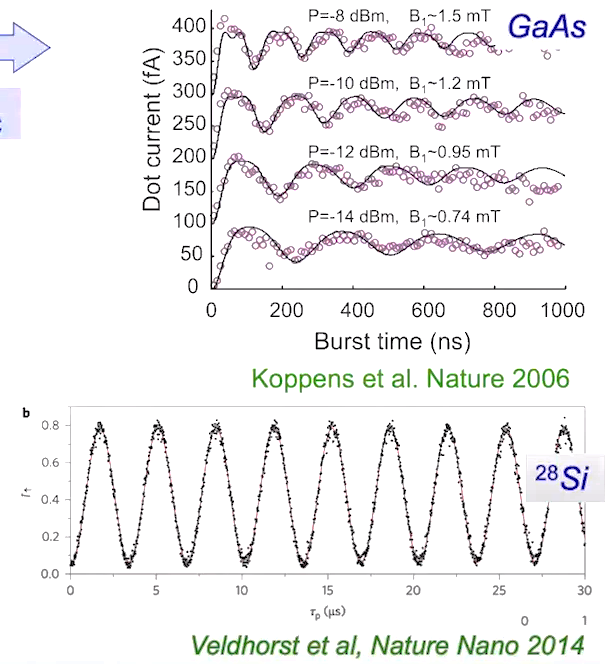 GaAs
P=-8 dBm, B1~1.5 mT
P=-10 dBm, B1~1.2 mT
P=-12 dBm, B1~0.95 mT
P=-14 dBm, B1~0.74 mT
400
350
300
250
200
150
100
50
0
Dot current (fA)
0 200 400 600 800 1000
Burst time (ns)
Koppens et al. Nature 2006
b
0.8
0.6
0.4
0.2
0.0
f↑
28Si
0 5 10 15 20 25 30
τp (μs)
0 1
Veldhorst et al, Nature Nano 2014